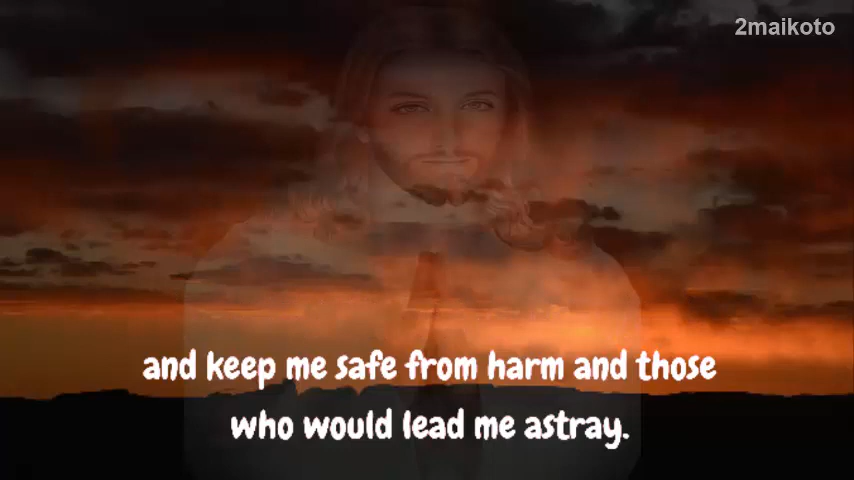 2maikoto
and keep me safe from harm and those
who would lead me astray.